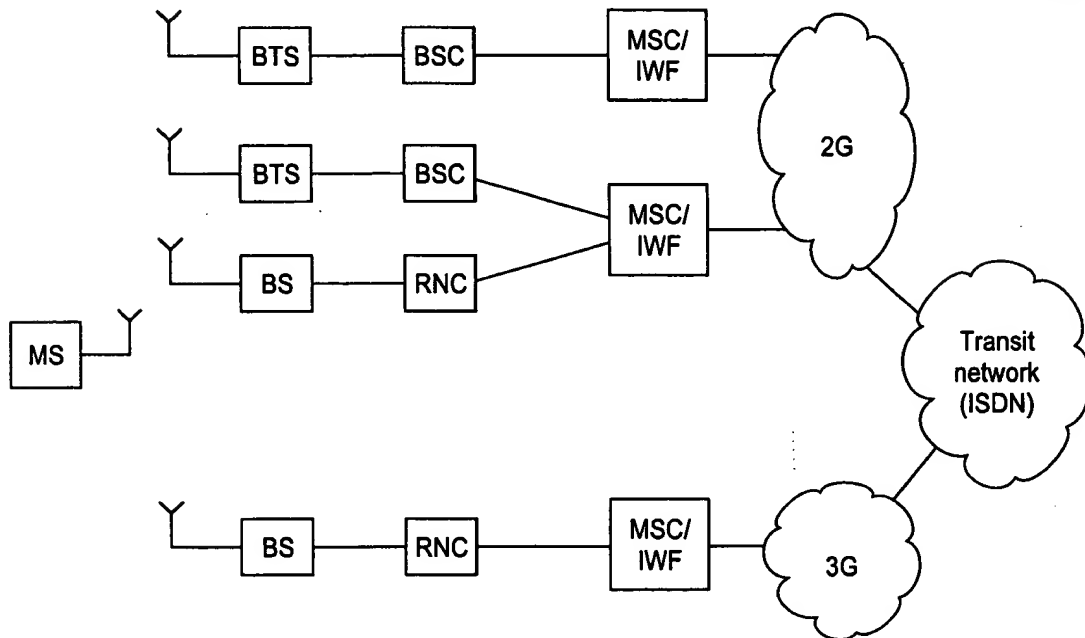 BTS
BSC
MSC/
IWF
2G
BTS
BSC
MSC/
IWF
BS
RNC
MS
Transit
network
(ISDN)
BS
RNC
MSC/
IWF
3G